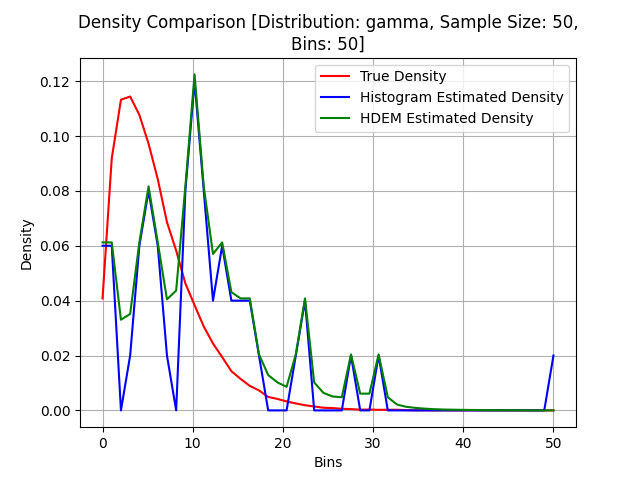 Density Comparison [Distribution: gamma, Sample Size: 50,
Bins: 50]
True Density
Histogram Estimated Density
HDEM Estimated Density
Density
0.12
0.10
0.08
0.06
0.04
0.02
0.00
0 10 20 30 40 50
Bins